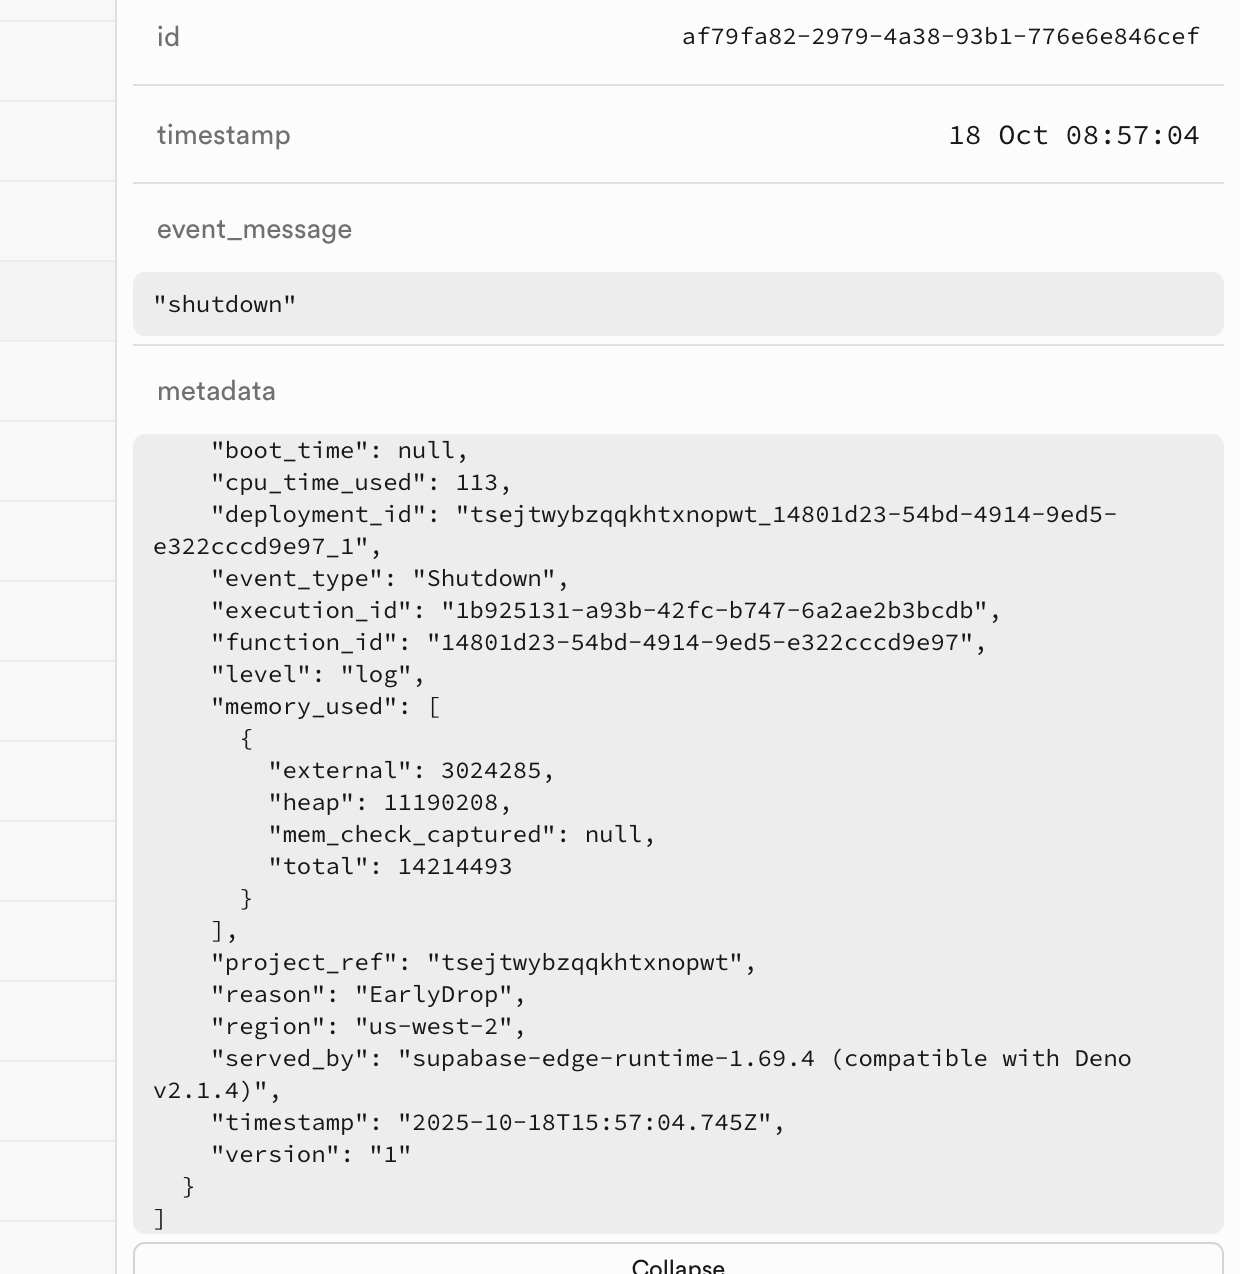 id
af79fa82-2979-4a38-93b1-776e6e846cef
timestamp
18 Oct 08:57:04
event_message
"shutdown"
metadata
"boot_time": null,
"cpu_time_used": 113,
"deployment_id": "tsejtwybzqqkhtxnopwt_14801d23-54bd-4914-9ed5-
e322cccd9e97_1",
"event_type": "Shutdown",
"execution_id": "1b925131-a93b-42fc-b747-6a2ae2b3bcdb",
"function_id": "14801d23-54bd-4914-9ed5-e322cccd9e97",
"level": "log",
"memory_used": [
{
"external": 3024285,
"heap": 11190208,
"mem_check_captured": null,
"total": 14214493
}
],
"project_ref": "tsejtwybzqqkhtxnopwt",
"reason": "EarlyDrop",
"region": "us-west-2",
"served_by": "supabase-edge-runtime-1.69.4 (compatible with Deno
v2.1.4)",
"timestamp": "2025-10-18T15:57:04.745Z",
"version": "1"
}
]
Collapse